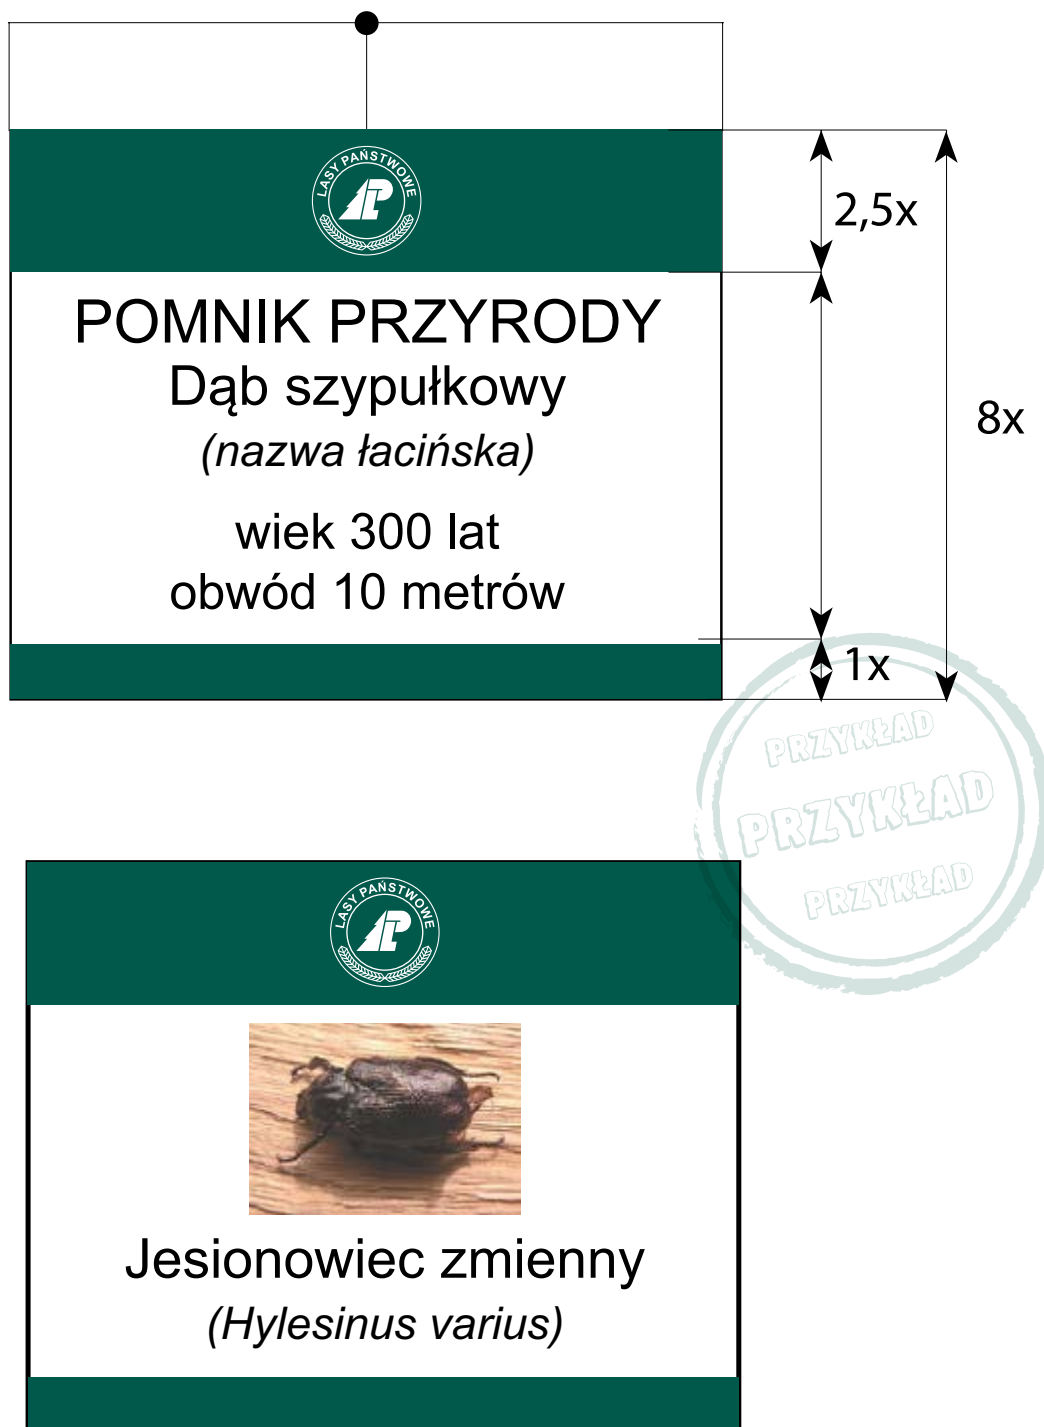 LASY PAŃSTWOWE
2,5x
POMNIK PRZYRODY
Dąb szypułkowy
(nazwa łacińska)
8x
wiek 300 lat
obwód 10 metrów
1x
PRZYKŁAD
PRZYKŁAD
PRZYKŁAD
LASY PAŃSTWOWE
Jesionowiec zmienny
(Hylesinus varius)